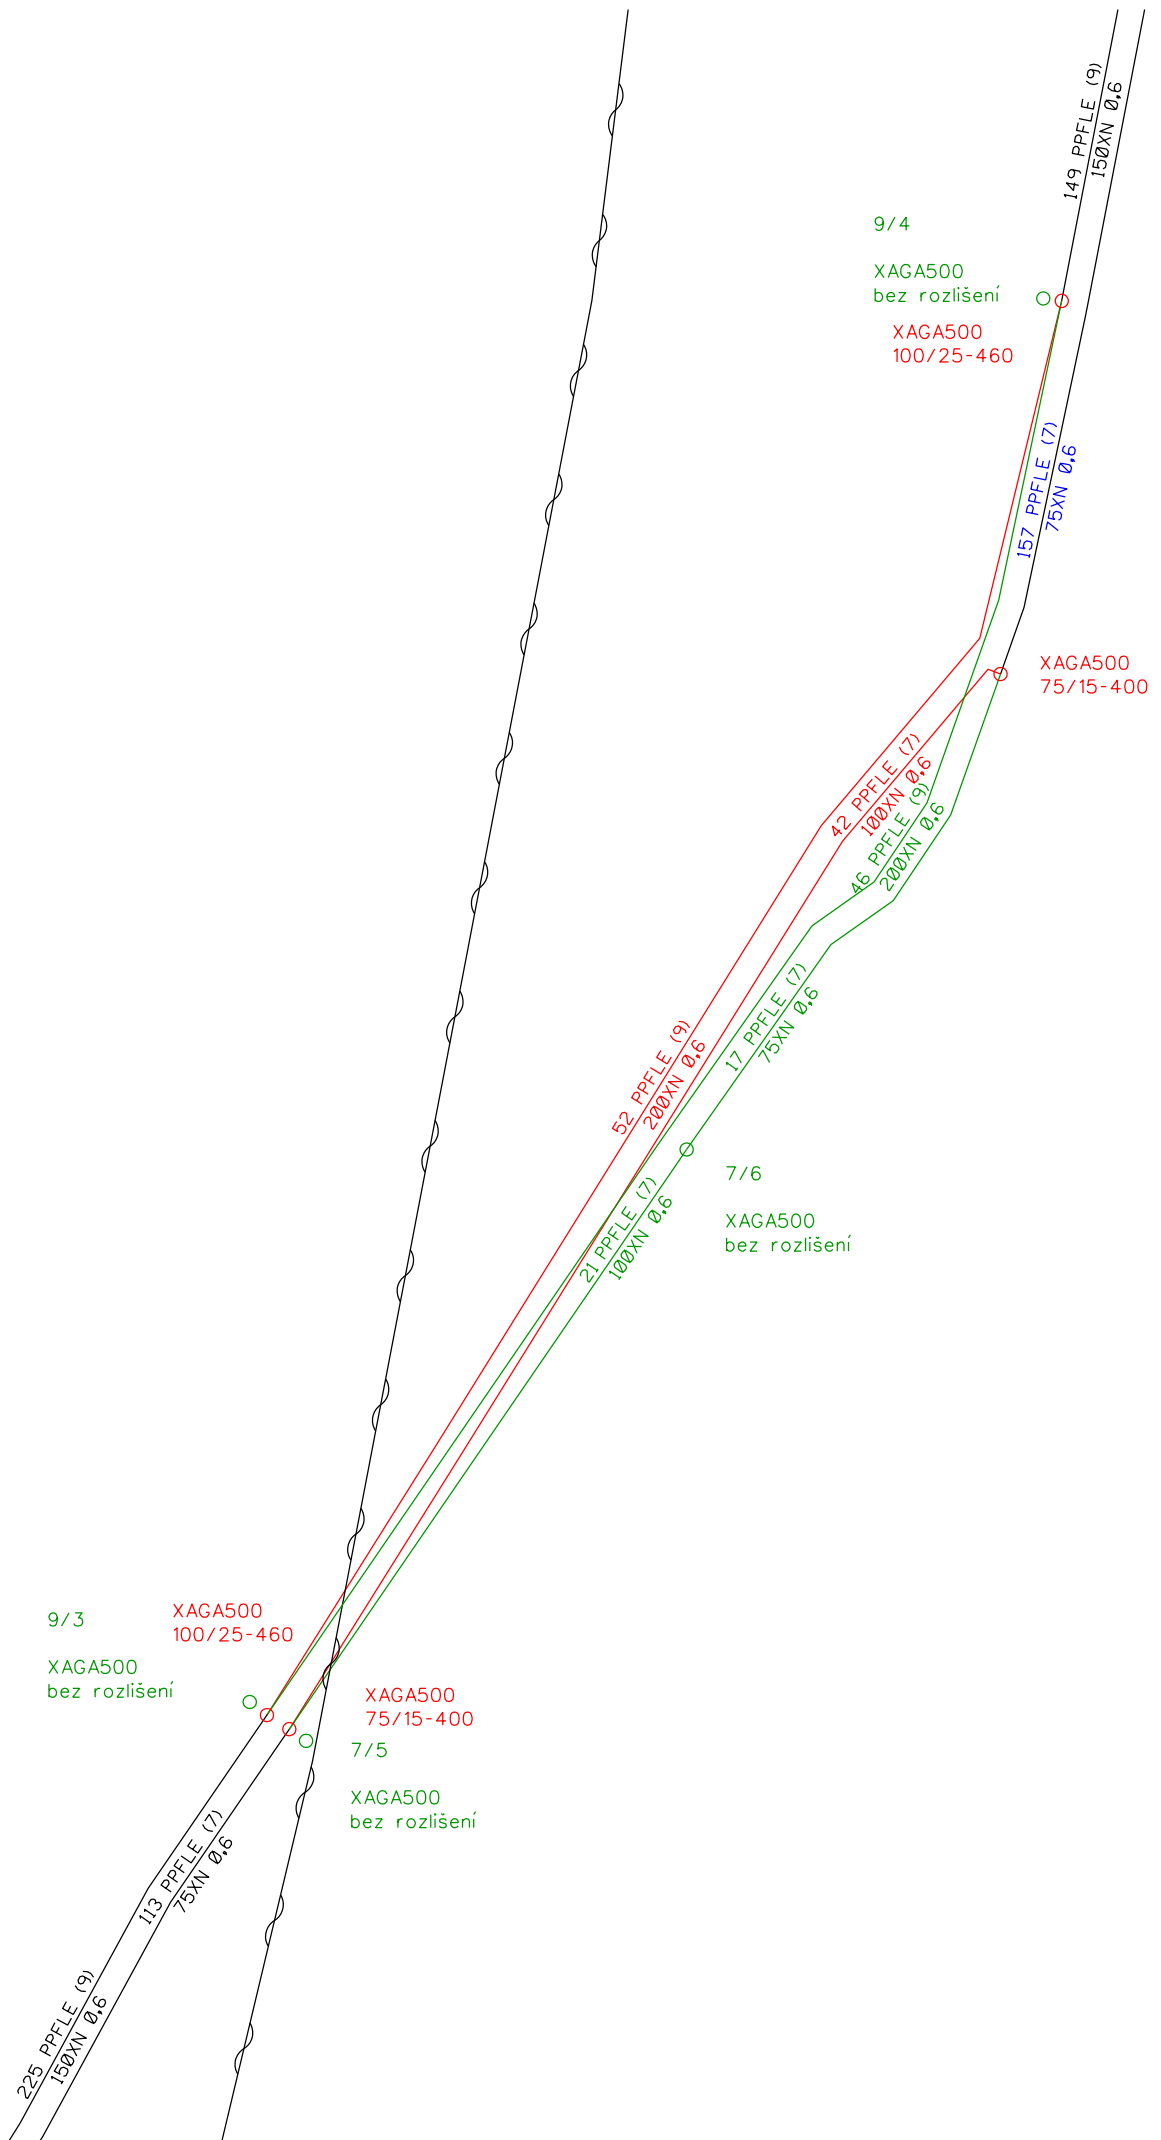 149 PPFLE (9)
150XN 0,6
9/4
XAGA500
bez rozlišení
XAGA500
100/25-460
157 PPFLE (7)
75XN 0,6
XAGA500
75/15-400
42 PPFLE (7)
100XN 0,6
46 PPFLE (9)
200XN 0,6
17 PPFLE (7)
75XN 0,6
52 PPFLE (9)
200XN 0,6
7/6
XAGA500
bez rozlišení
21 PPFLE (7)
100XN 0,6
9/3
XAGA500
bez rozlišení
XAGA500
100/25-460
XAGA500
75/15-400
7/5
XAGA500
bez rozlišení
113 PPFLE (7)
75XN 0,6
225 PPFLE (9)
150XN 0,6